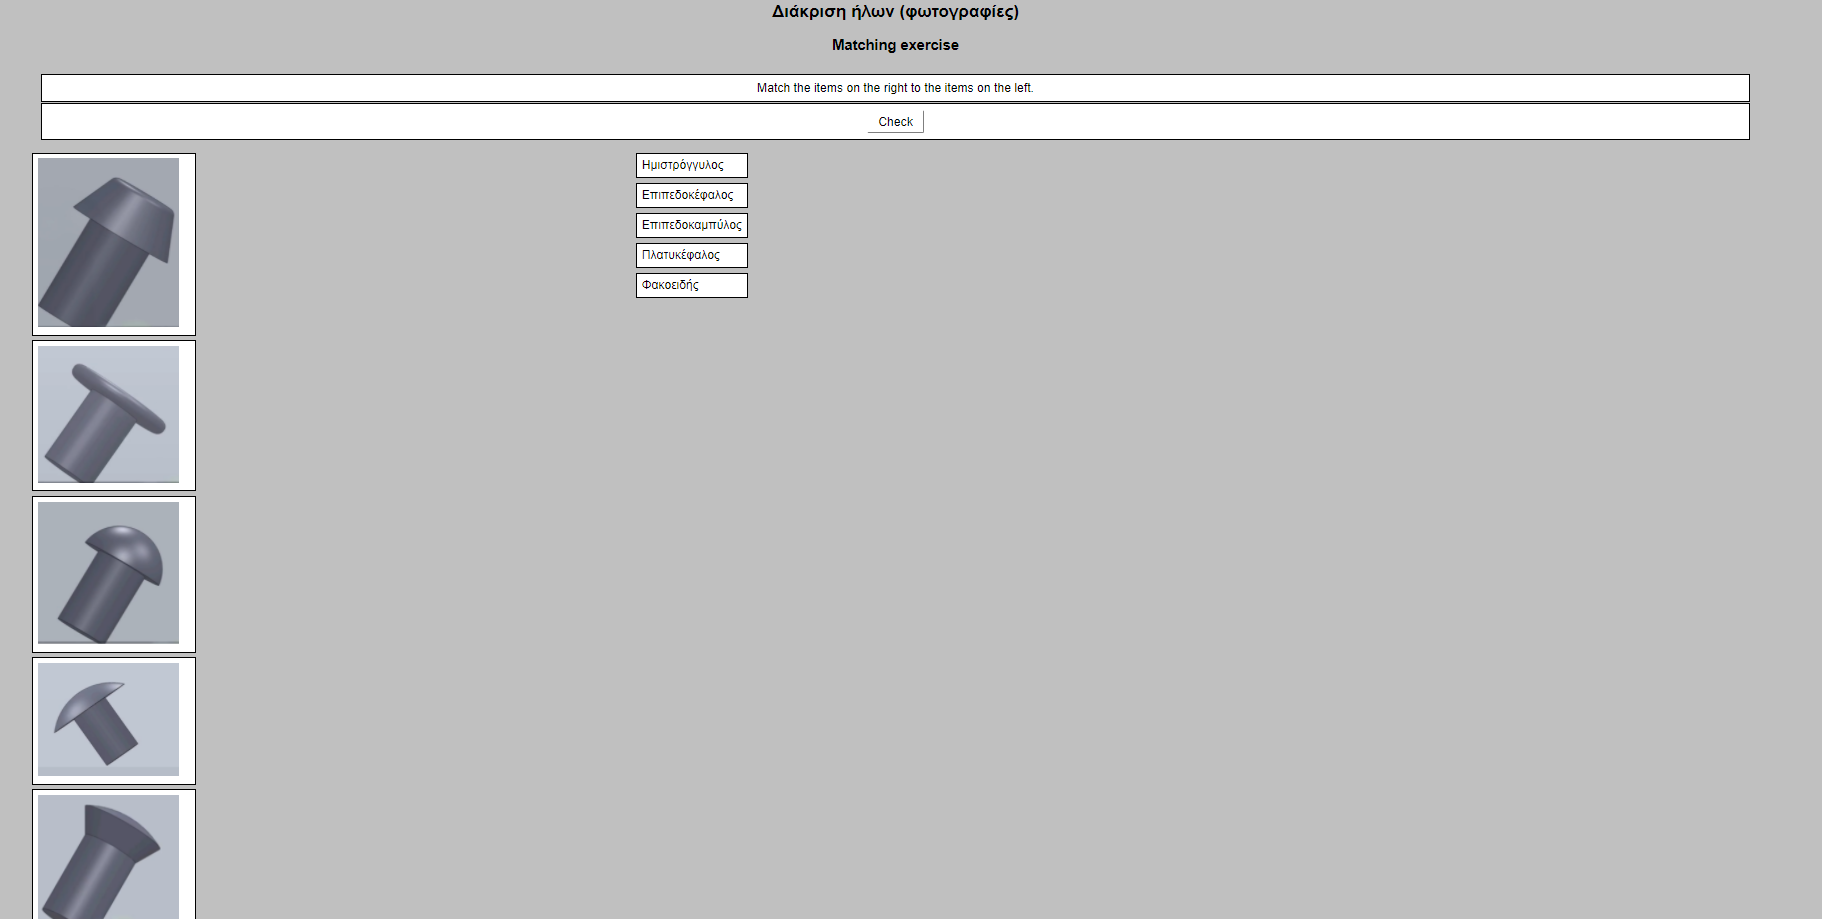 Διάκριση ήλων (φωτογραφίες)
Matching exercise
Match the items on the right to the items on the left.
Check
Ημιστρόγγυλος
Επιπεδοκέφαλος
Επιπεδοκαμπύλος
Πλατυκέφαλος
Φακοειδής